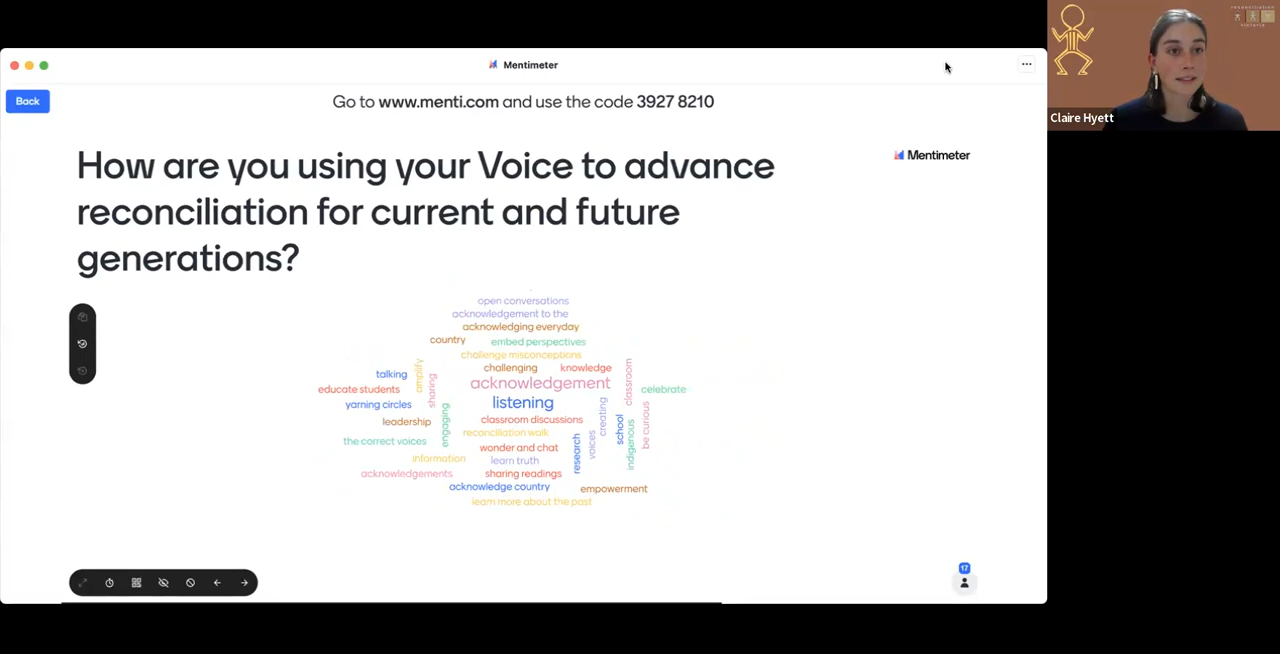 Mentimeter
Back
Go to www.menti.com and use the code 3927 8210
How are you using your Voice to advance
reconciliation for current and future
generations?
Mentimeter
open conversations
acknowledgement to the
acknowledging everyday
country
embed perspectives
challenge misconceptions
challenging
knowledge
talking
amplify
acknowledgement
classroom
educate students
sharing
celebrate
yarning circles
listening
creating
leadership
engaging
classroom discussions
school
be curious
the correct voices
reconciliation walk
voices
indigenous
wonder and chat
research
information
learn truth
acknowledgements
sharing readings
acknowledge country
empowerment
learn more about the past
17
Claire Hyett
reconciliation
victoria